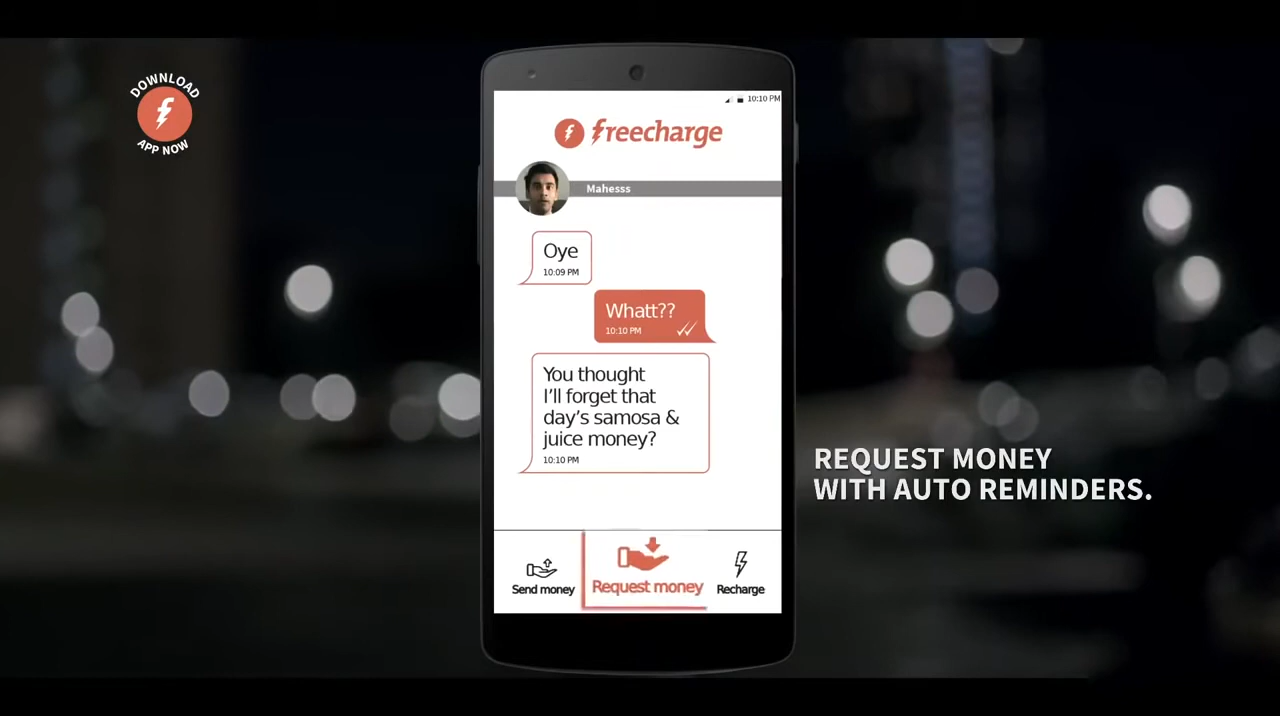 DOWNLOAD
APP NOW
10:10 PM
freecharge
Mahesss
Oye
10:09 PM
Whatt??
10:10 PM
You thought
I'll forget that
day's samosa &
juice money?
10:10 PM
REQUEST MONEY
WITH AUTO REMINDERS.
Send money
Request money
Recharge